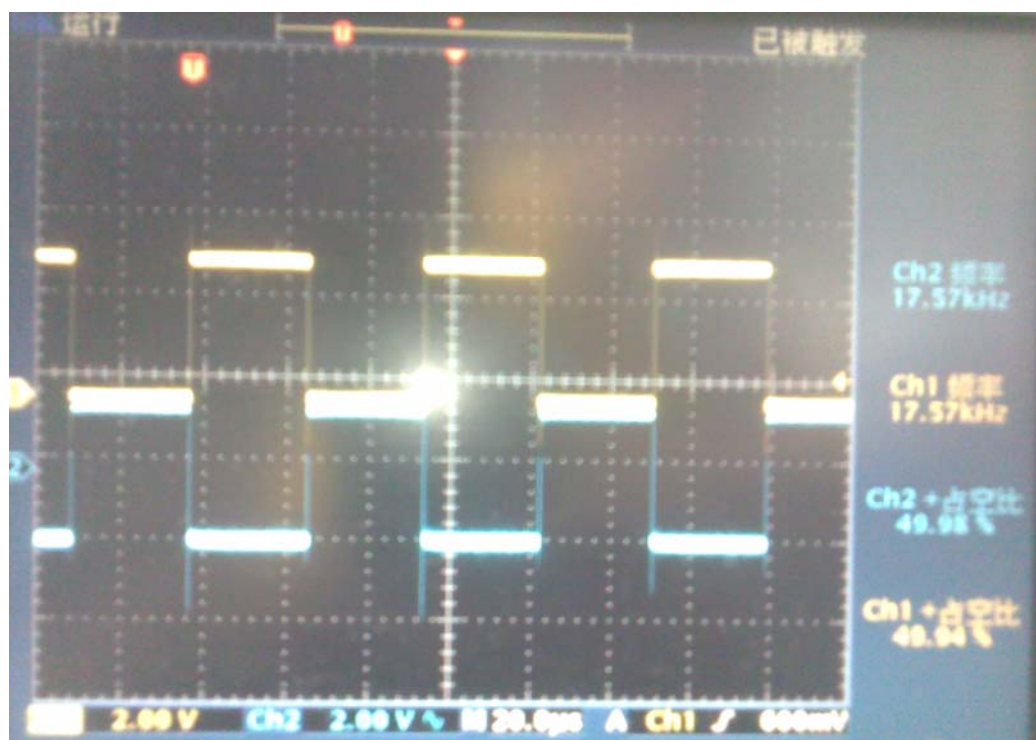 运行
已被触发
Ch2 频率
17.57kHz
Ch1 频率
17.57kHz
Ch2 +占空比
49.98 %
Ch1 +占空比
49.94 %
2.00 V Ch2 2.00 V M 20.0µs A Ch1 600mV